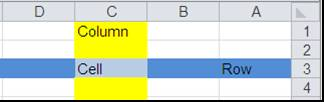 D C B A
Column 1
2
Cell Row 3
4